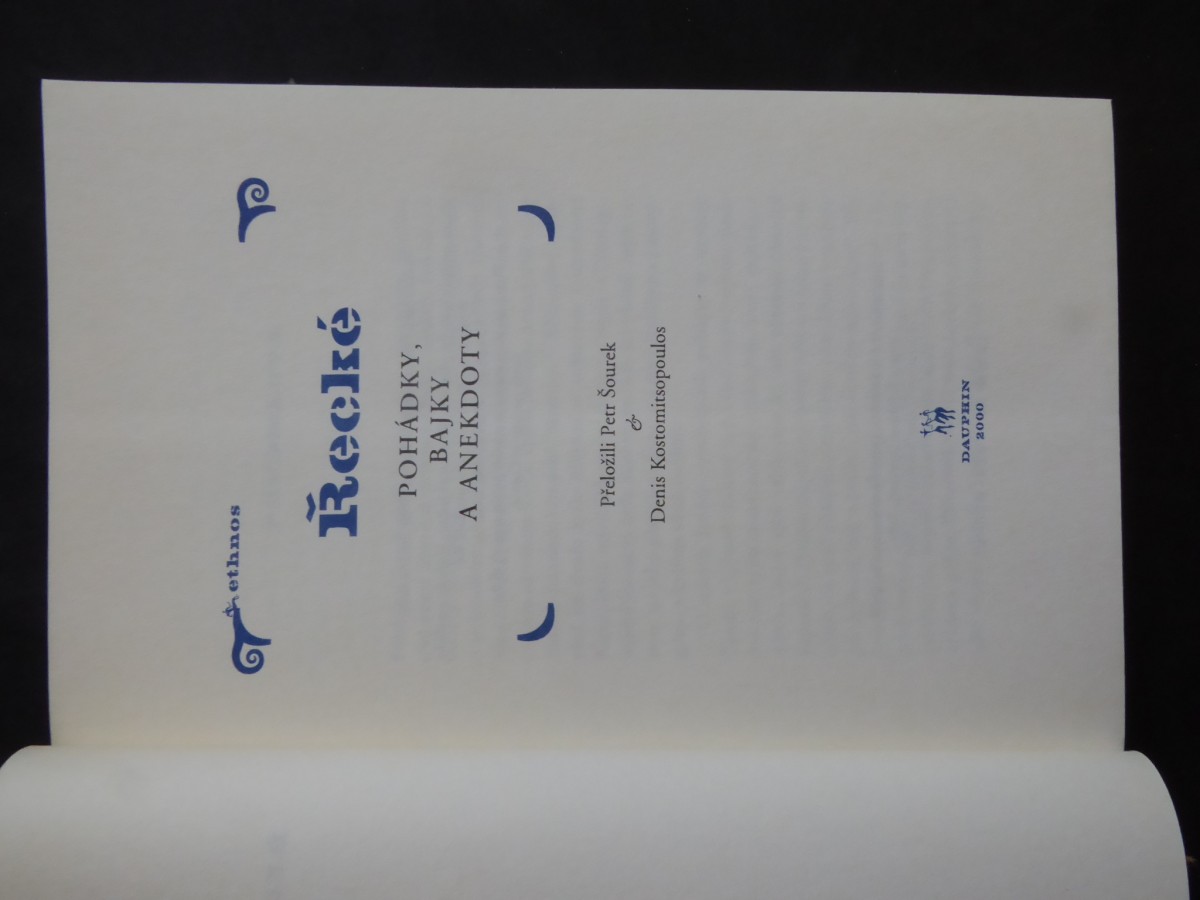 ethnos
Řecké
POHÁDKY,
BAJKY
A ANEKDOTY
Přeložili Petr Šourek
&
Denis Kostomitsopoulos
DAUPHIN
2000